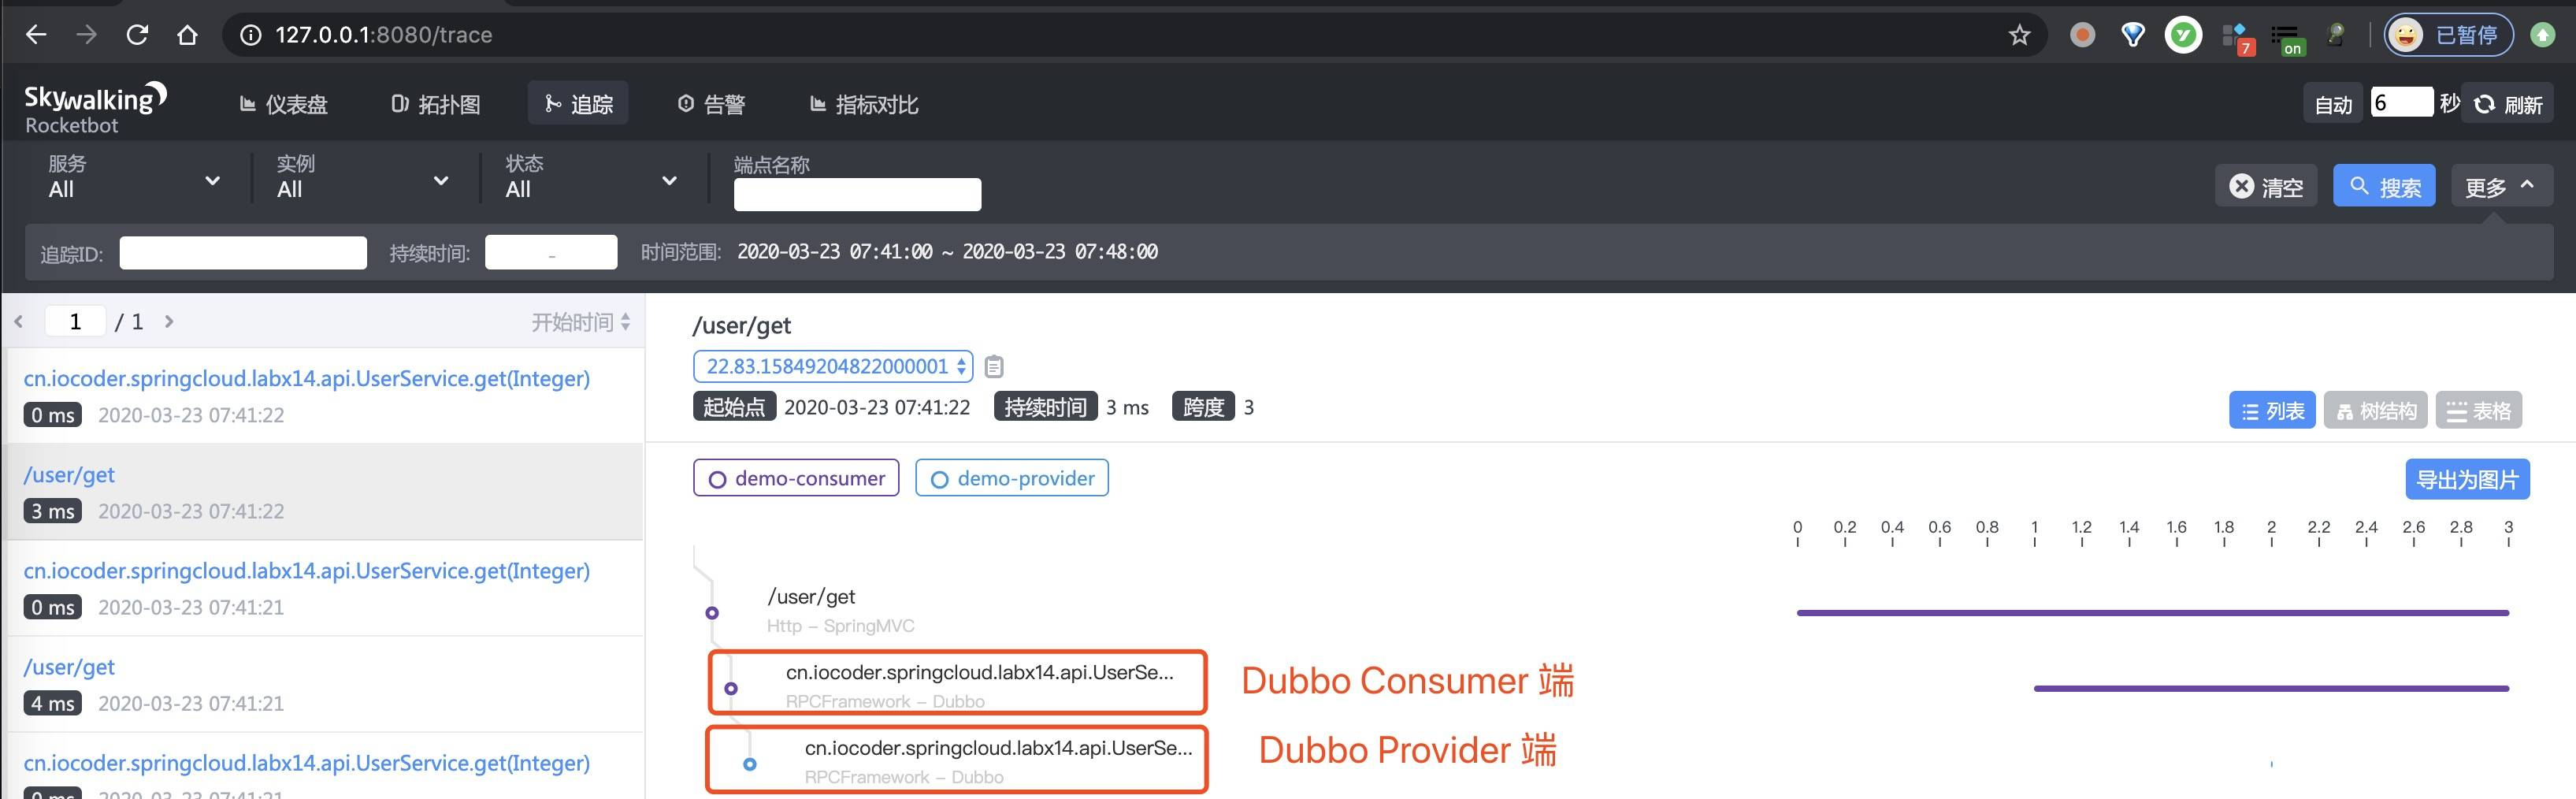 127.0.0.1:8080/trace
7
on
已暂停
Skywalking
Rocketbot
仪表盘
拓扑图
追踪
告警
指标对比
自动
6
秒
刷新
服务
All
实例
All
状态
All
端点名称
清空
搜索
更多
追踪ID:
持续时间:
-
时间范围:
2020-03-23 07:41:00 ~ 2020-03-23 07:48:00
1 / 1
开始时间
cn.iocoder.springcloud.labx14.api.UserService.get(Integer)
0 ms 2020-03-23 07:41:22
/user/get
3 ms 2020-03-23 07:41:22
cn.iocoder.springcloud.labx14.api.UserService.get(Integer)
0 ms 2020-03-23 07:41:21
/user/get
4 ms 2020-03-23 07:41:21
cn.iocoder.springcloud.labx14.api.UserService.get(Integer)
0 ms 2020-03-23 07:41:21
/user/get
22.83.15849204822000001
起始点 2020-03-23 07:41:22 持续时间 3 ms 跨度 3
列表
树结构
表格
demo-consumer
demo-provider
导出为图片
0 0.2 0.4 0.6 0.8 1 1.2 1.4 1.6 1.8 2 2.2 2.4 2.6 2.8 3
/user/get
Http - SpringMVC
cn.iocoder.springcloud.labx14.api.UserSe...
RPCFramework - Dubbo
Dubbo Consumer 端
cn.iocoder.springcloud.labx14.api.UserSe...
RPCFramework - Dubbo
Dubbo Provider 端